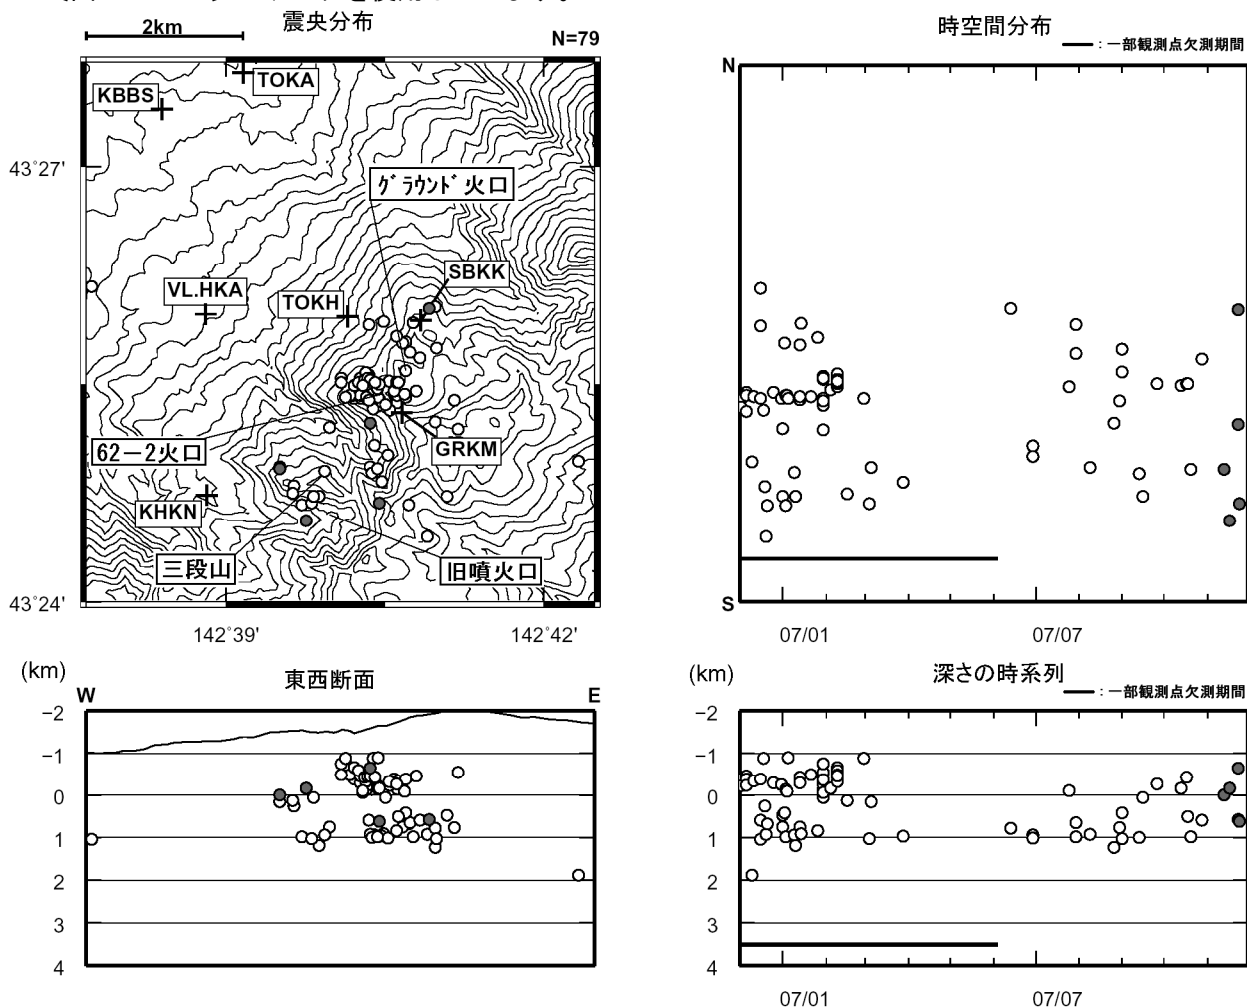 震央分布
2km
N=79
TOKA
KBBS
43°27'
グラウンド火口
SBKK
VL.HKA
TOKH
62-2火口
GRKM
KHKN
三段山
旧噴火口
43°24'
142°39'
142°42'
時空間分布
:一部観測点欠測期間
N
S
07/01
07/07
(km)
東西断面
W
E
-2
-1
0
1
2
3
4
(km)
深さの時系列
:一部観測点欠測期間
-2
-1
0
1
2
3
4
07/01
07/07